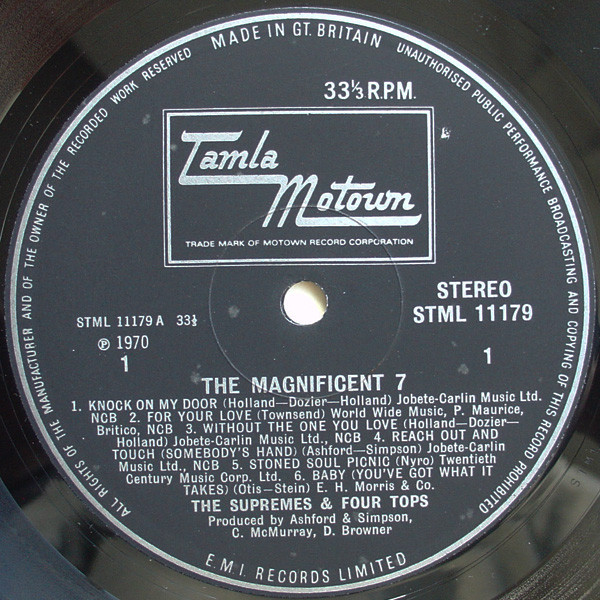 MADE IN GT. BRITAIN
UNAUTHORISED PUBLIC PERFORMANCE BROADCASTING AND COPYING OF THIS RECORD PROHIBITED
ALL RIGHTS OF THE MANUFACTURER AND OF THE OWNER OF THE RECORDED WORK RESERVED
33⅓ R.P.M.
Tamla
Motown
TRADE MARK OF MOTOWN RECORD CORPORATION
STML 11179 A 33⅓
℗ 1970
1
STEREO
STML 11179
1
THE MAGNIFICENT 7
1. KNOCK ON MY DOOR (Holland—Dozier—Holland) Jobete-Carlin Music Ltd.
NCB 2. FOR YOUR LOVE (Townsend) World Wide Music, P. Maurice,
Britico, NCB 3. WITHOUT THE ONE YOU LOVE (Holland—Dozier—
Holland) Jobete-Carlin Music Ltd., NCB 4. REACH OUT AND
TOUCH (SOMEBODY'S HAND) (Ashford—Simpson) Jobete-Carlin
Music Ltd., NCB 5. STONED SOUL PICNIC (Nyro) Twentieth
Century Music Corp. Ltd. 6. BABY (YOU'VE GOT WHAT IT
TAKES) (Otis—Stein) E. H. Morris & Co.
THE SUPREMES & FOUR TOPS
Produced by Ashford & Simpson,
C. McMurray, D. Browner
E.M.I. RECORDS LIMITED